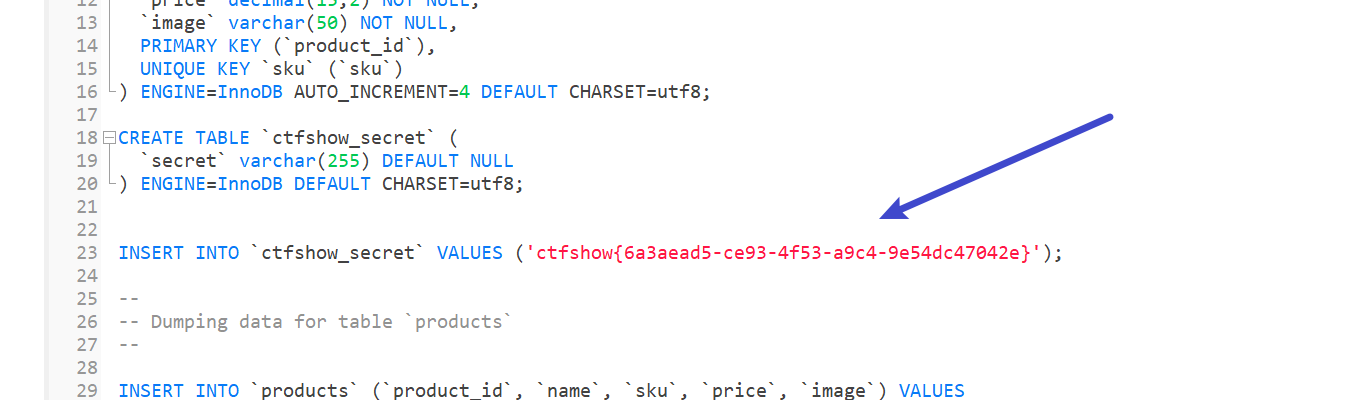 12 `price` decimal(15,2) NOT NULL,
13 `image` varchar(50) NOT NULL,
14 PRIMARY KEY (`product_id`),
15 UNIQUE KEY `sku` (`sku`)
16 ) ENGINE=InnoDB AUTO_INCREMENT=4 DEFAULT CHARSET=utf8;
17
18 CREATE TABLE `ctfshow_secret` (
19 `secret` varchar(255) DEFAULT NULL
20 ) ENGINE=InnoDB DEFAULT CHARSET=utf8;
21
22
23 INSERT INTO `ctfshow_secret` VALUES ('ctfshow{6a3aead5-ce93-4f53-a9c4-9e54dc47042e}');
24
25 --
26 -- Dumping data for table `products`
27 --
28
29 INSERT INTO `products` (`product_id`, `name`, `sku`, `price`, `image`) VALUES